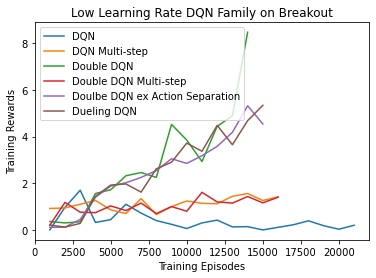 Low Learning Rate DQN Family on Breakout
DQN
DQN Multi-step
Double DQN
Double DQN Multi-step
Doulbe DQN ex Action Separation
Dueling DQN
Training Rewards
8
6
4
2
0
0 2500 5000 7500 10000 12500 15000 17500 20000
Training Episodes